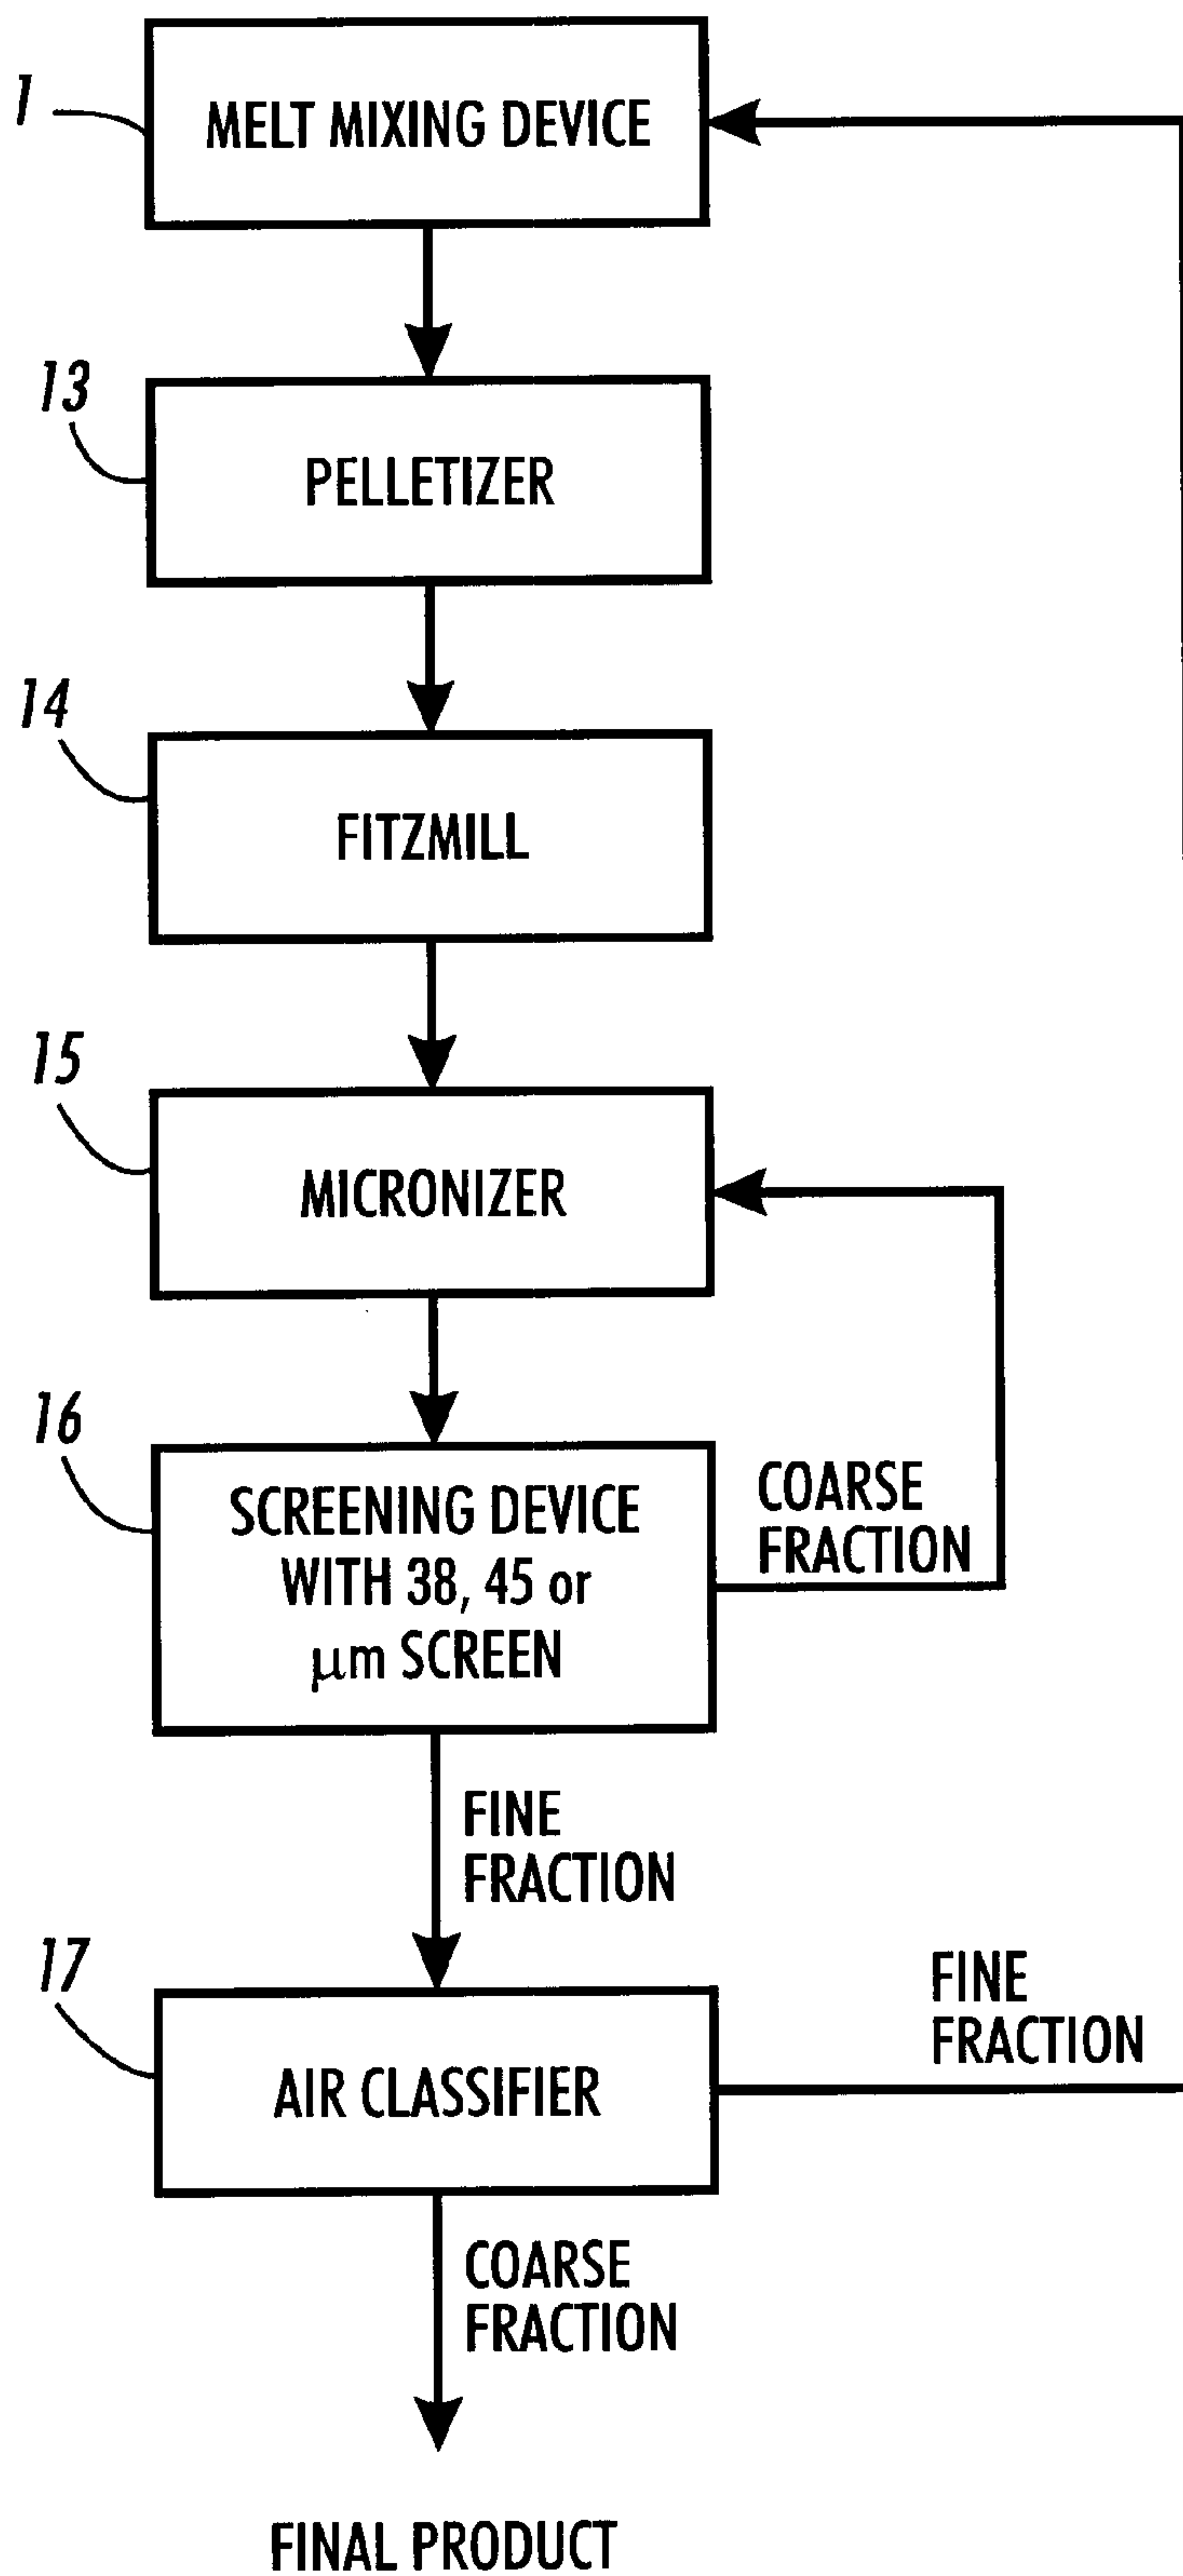 1
MELT MIXING DEVICE
13
PELLETIZER
14
FITZMILL
15
MICRONIZER
16
SCREENING DEVICE
WITH 38, 45 or
µm SCREEN
COARSE
FRACTION
FINE
FRACTION
17
AIR CLASSIFIER
FINE
FRACTION
COARSE
FRACTION
FINAL PRODUCT